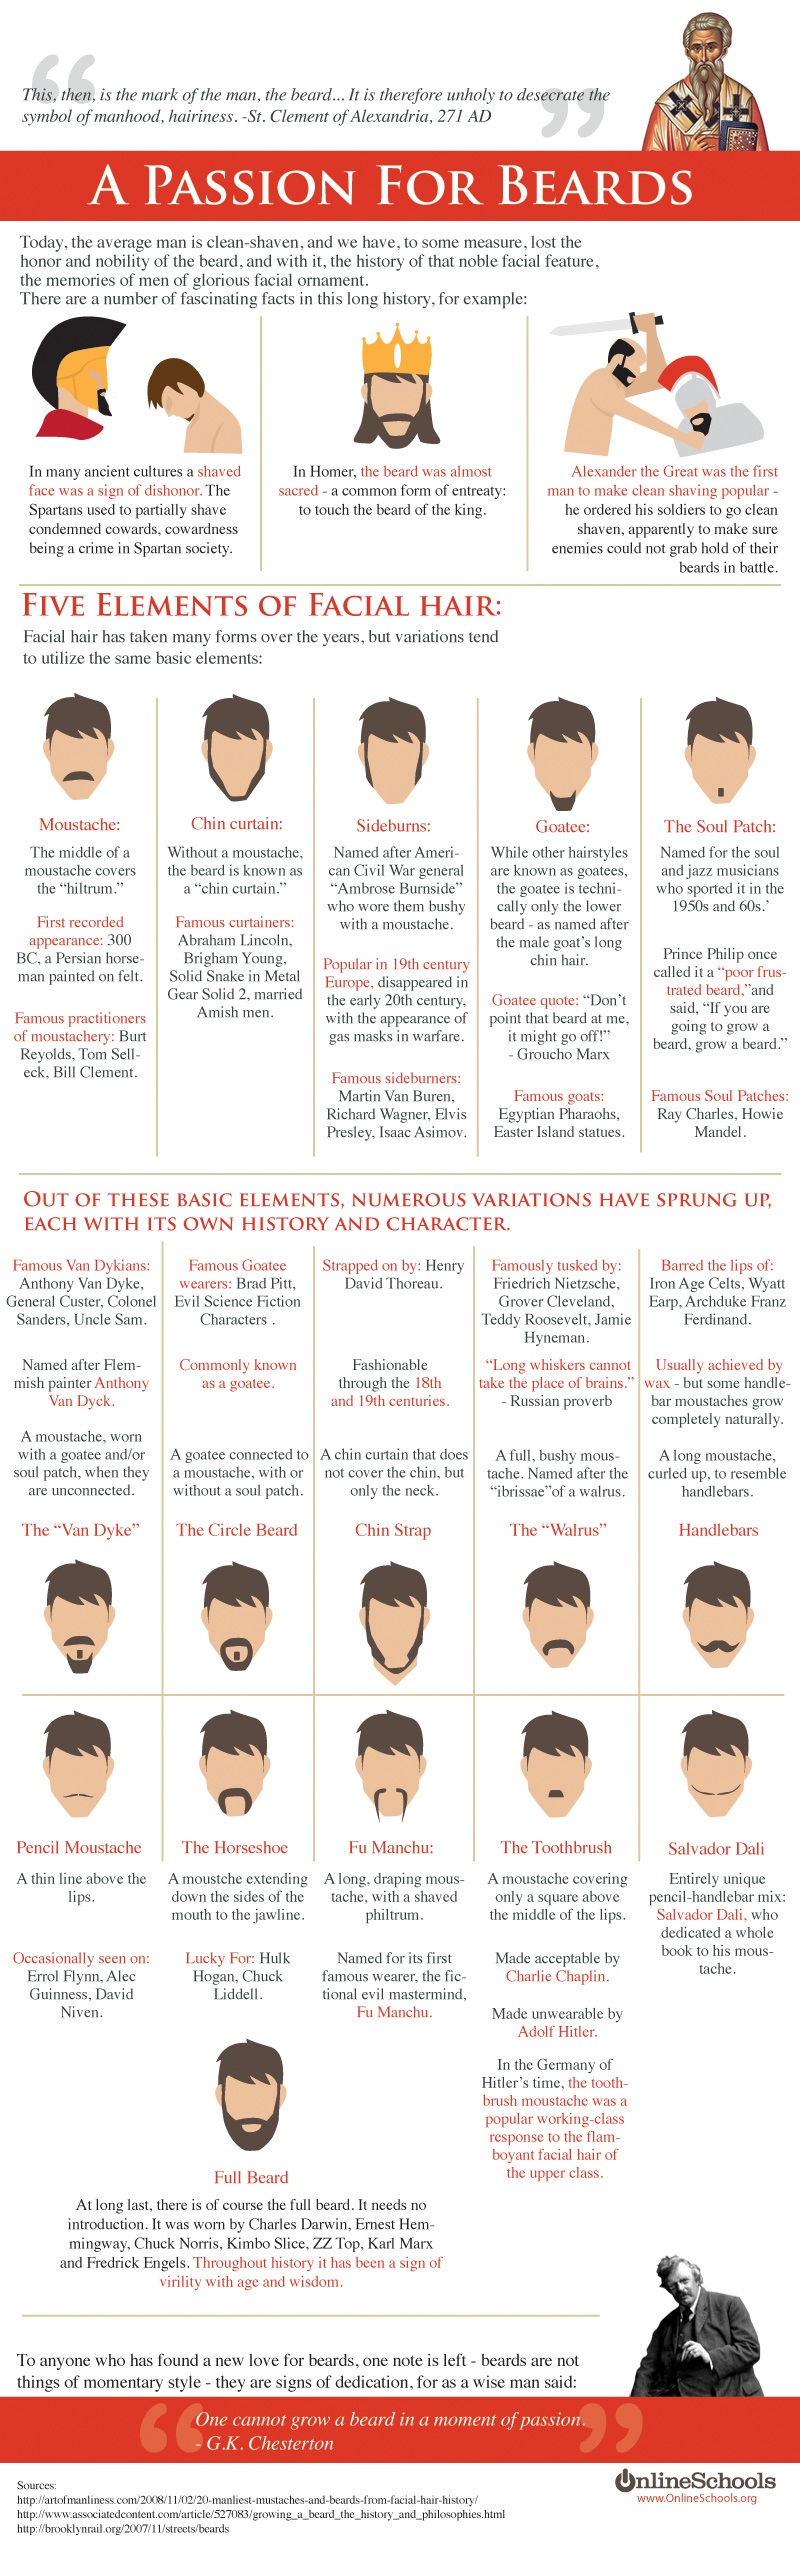 This, then, is the mark of the man, the beard... It is therefore unholy to desecrate the
symbol of manhood, hairiness. -St. Clement of Alexandria, 271 AD
A Passion For Beards
Today, the average man is clean-shaven, and we have, to some measure, lost the
honor and nobility of the beard, and with it, the history of that noble facial feature,
the memories of men of glorious facial ornament.
There are a number of fascinating facts in this long history, for example:
In many ancient cultures a shaved
face was a sign of dishonor. The
Spartans used to partially shave
condemned cowards, cowardness
being a crime in Spartan society.
In Homer, the beard was almost
sacred - a common form of entreaty:
to touch the beard of the king.
Alexander the Great was the first
man to make clean shaving popular -
he ordered his soldiers to go clean
shaven, apparently to make sure
enemies could not grab hold of their
beards in battle.
Five Elements of Facial hair:
Facial hair has taken many forms over the years, but variations tend
to utilize the same basic elements:
Moustache:
The middle of a
moustache covers
the “hiltrum.”
First recorded
appearance: 300
BC, a Persian horse-
man painted on felt.
Famous practitioners
of moustachery: Burt
Reyolds, Tom Sell-
eck, Bill Clement.
Chin curtain:
Without a moustache,
the beard is known as
a “chin curtain.”
Famous curtainers:
Abraham Lincoln,
Brigham Young,
Solid Snake in Metal
Gear Solid 2, married
Amish men.
Sideburns:
Named after Ameri-
can Civil War general
“Ambrose Burnside”
who wore them bushy
with a moustache.
Popular in 19th century
Europe, disappeared in
the early 20th century,
with the appearance of
gas masks in warfare.
Famous sideburners:
Martin Van Buren,
Richard Wagner, Elvis
Presley, Isaac Asimov.
Goatee:
While other hairstyles
are known as goatees,
the goatee is techni-
cally only the lower
beard - as named after
the male goat’s long
chin hair.
Goatee quote: “Don’t
point that beard at me,
it might go off!”
- Groucho Marx
Famous goats:
Egyptian Pharaohs,
Easter Island statues.
The Soul Patch:
Named for the soul
and jazz musicians
who sported it in the
1950s and 60s.’
Prince Philip once
called it a “poor frus-
trated beard,”and
said, “If you are
going to grow a
beard, grow a beard.”
Famous Soul Patches:
Ray Charles, Howie
Mandel.
Out of these basic elements, numerous variations have sprung up,
each with its own history and character.
Famous Van Dykians:
Anthony Van Dyke,
General Custer, Colonel
Sanders, Uncle Sam.
Named after Flem-
mish painter Anthony
Van Dyck.
A moustache, worn
with a goatee and/or
soul patch, when they
are unconnected.
The “Van Dyke”
Famous Goatee
wearers: Brad Pitt,
Evil Science Fiction
Characters .
Commonly known
as a goatee.
A goatee connected to
a moustache, with or
without a soul patch.
The Circle Beard
Strapped on by: Henry
David Thoreau.
Fashionable
through the 18th
and 19th centuries.
A chin curtain that does
not cover the chin, but
only the neck.
Chin Strap
Famously tusked by:
Friedrich Nietzsche,
Grover Cleveland,
Teddy Roosevelt, Jamie
Hyneman.
“Long whiskers cannot
take the place of brains.”
- Russian proverb
A full, bushy mous-
tache. Named after the
“ibrissae”of a walrus.
The “Walrus”
Barred the lips of:
Iron Age Celts, Wyatt
Earp, Archduke Franz
Ferdinand.
Usually achieved by
wax - but some handle-
bar moustaches grow
completely naturally.
A long moustache,
curled up, to resemble
handlebars.
Handlebars
Pencil Moustache
A thin line above the
lips.
Occasionally seen on:
Errol Flynn, Alec
Guinness, David
Niven.
The Horseshoe
A moustche extending
down the sides of the
mouth to the jawline.
Lucky For: Hulk
Hogan, Chuck
Liddell.
Fu Manchu:
A long, draping mous-
tache, with a shaved
philtrum.
Named for its first
famous wearer, the fic-
tional evil mastermind,
Fu Manchu.
The Toothbrush
A moustache covering
only a square above
the middle of the lips.
Made acceptable by
Charlie Chaplin.
Made unwearable by
Adolf Hitler.
In the Germany of
Hitler’s time, the tooth-
brush moustache was a
popular working-class
response to the flam-
boyant facial hair of
the upper class.
Salvador Dali
Entirely unique
pencil-handlebar mix:
Salvador Dali, who
dedicated a whole
book to his mous-
tache.
Full Beard
At long last, there is of course the full beard. It needs no
introduction. It was worn by Charles Darwin, Ernest Hem-
mingway, Chuck Norris, Kimbo Slice, ZZ Top, Karl Marx
and Fredrick Engels. Throughout history it has been a sign of
virility with age and wisdom.
To anyone who has found a new love for beards, one note is left - beards are not
things of momentary style - they are signs of dedication, for as a wise man said:
One cannot grow a beard in a moment of passion.
- G.K. Chesterton
Sources:
http://artofmanliness.com/2008/11/02/20-manliest-mustaches-and-beards-from-facial-hair-history/
http://www.associatedcontent.com/article/527083/growing_a_beard_the_history_and_philosophies.html
http://brooklynrail.org/2007/11/streets/beards
OnlineSchools
www.OnlineSchools.org